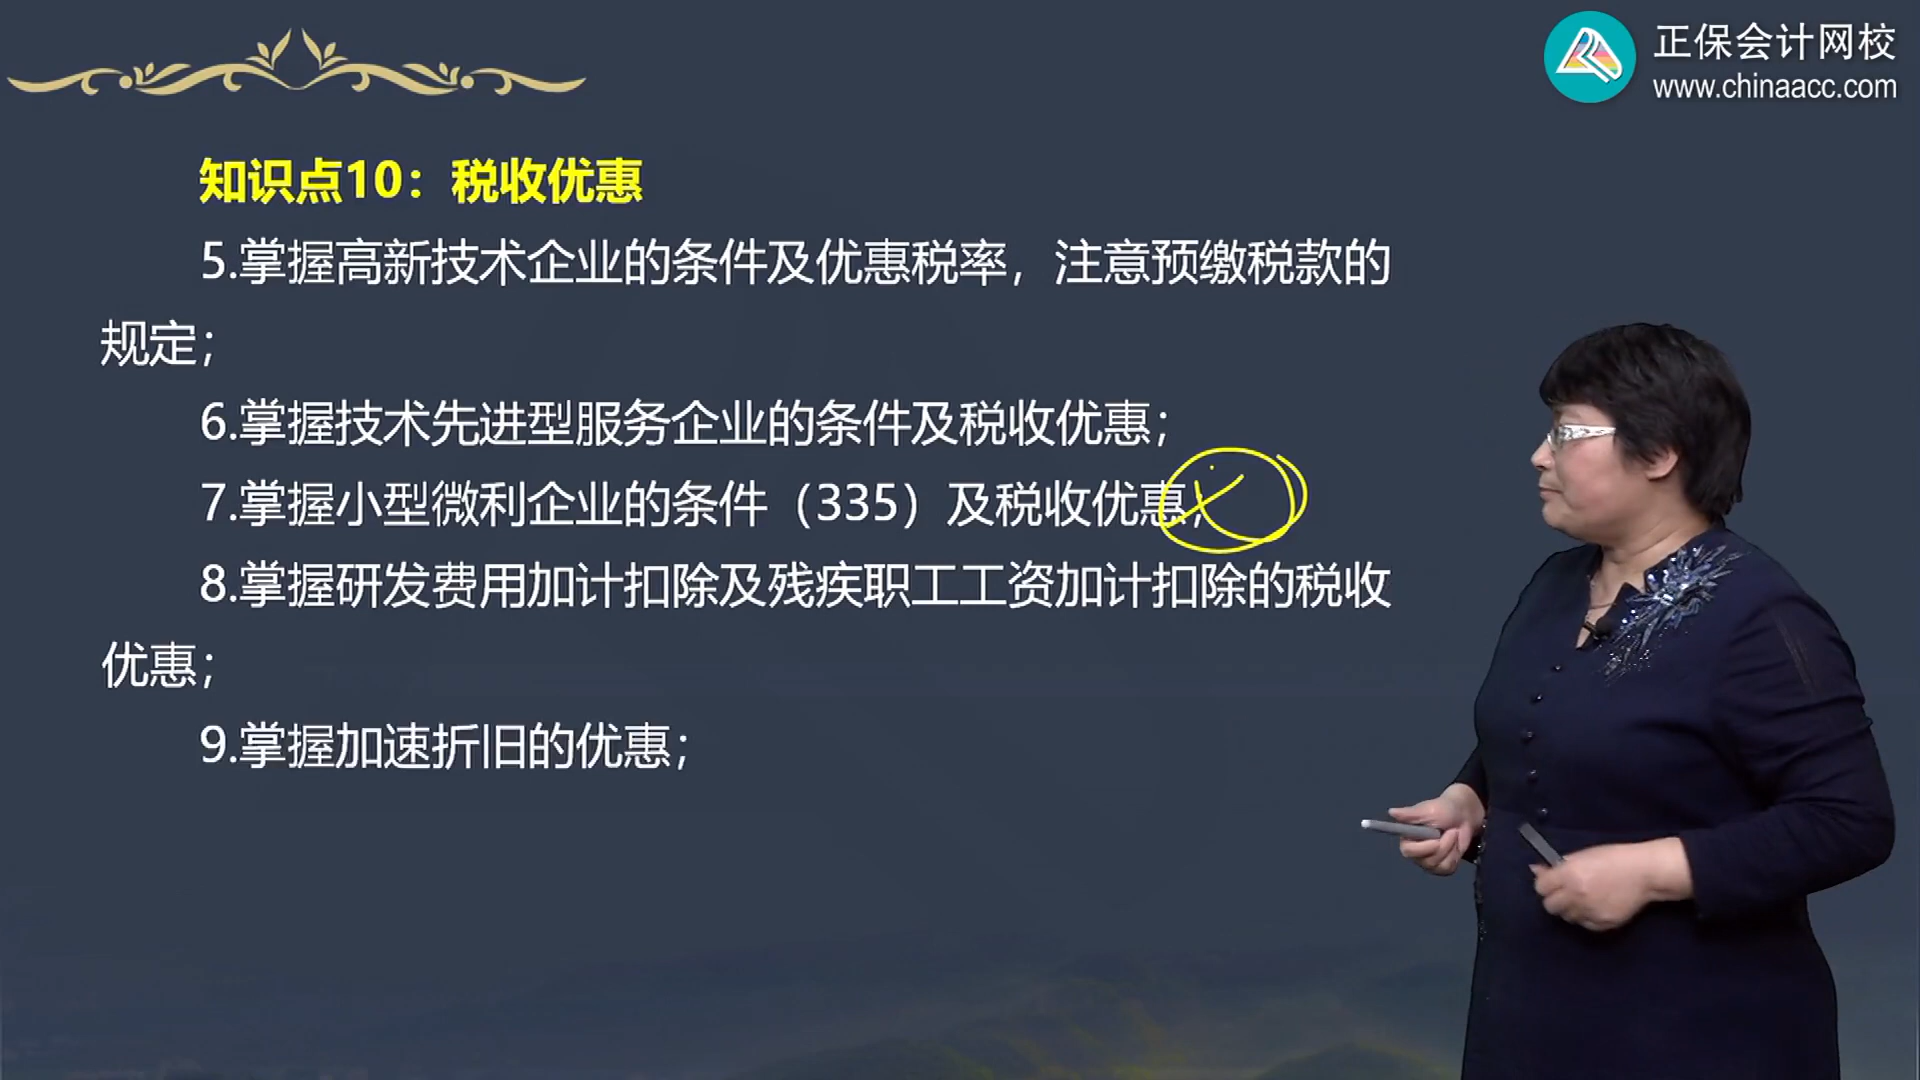 正保会计网校
www.chinaacc.com
知识点10：税收优惠
5.掌握高新技术企业的条件及优惠税率，注意预缴税款的
规定；
6.掌握技术先进型服务企业的条件及税收优惠；
7.掌握小型微利企业的条件（335）及税收优惠；
8.掌握研发费用加计扣除及残疾职工工资加计扣除的税收
优惠；
9.掌握加速折旧的优惠；